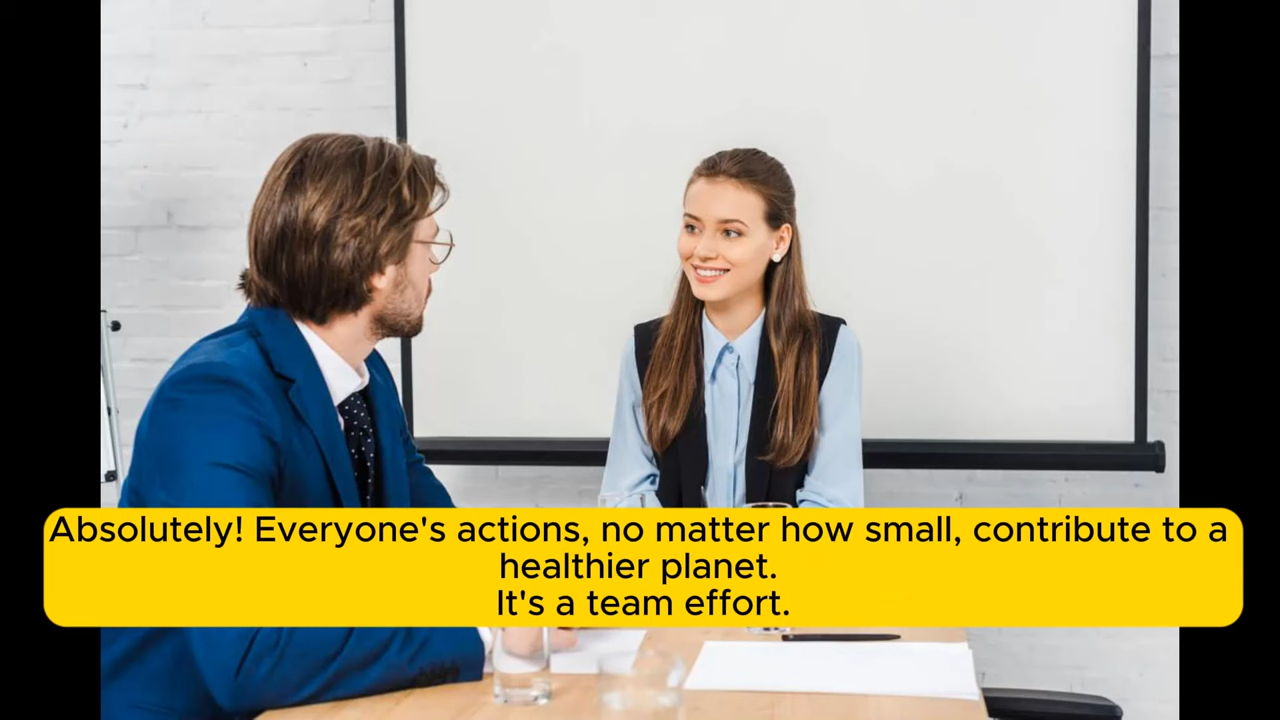 Absolutely! Everyone's actions, no matter how small, contribute to a
healthier planet.
It's a team effort.